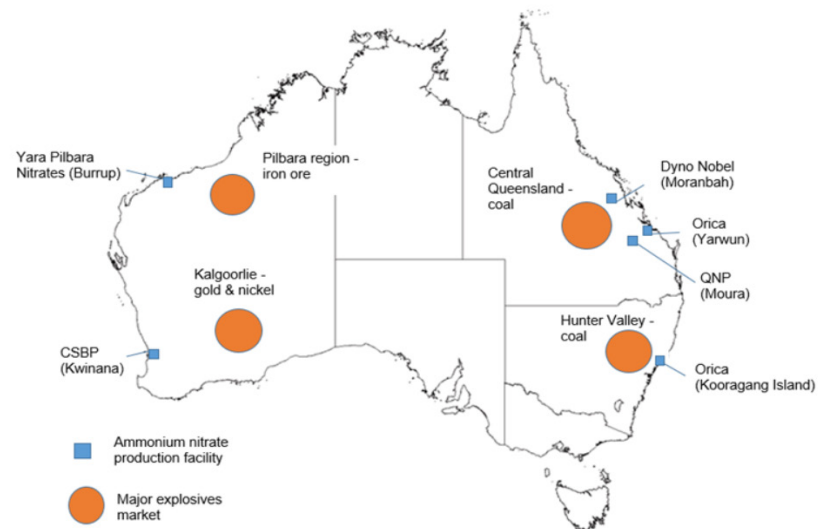 Yara Pilbara
Nitrates (Burrup)
Pilbara region -
iron ore
Central
Queensland -
coal
Dyno Nobel
(Moranbah)
Orica
(Yarwun)
QNP
(Moura)
Kalgoorlie -
gold & nickel
Hunter Valley -
coal
CSBP
(Kwinana)
Orica
(Kooragang Island)
Ammonium nitrate
production facility
Major explosives
market